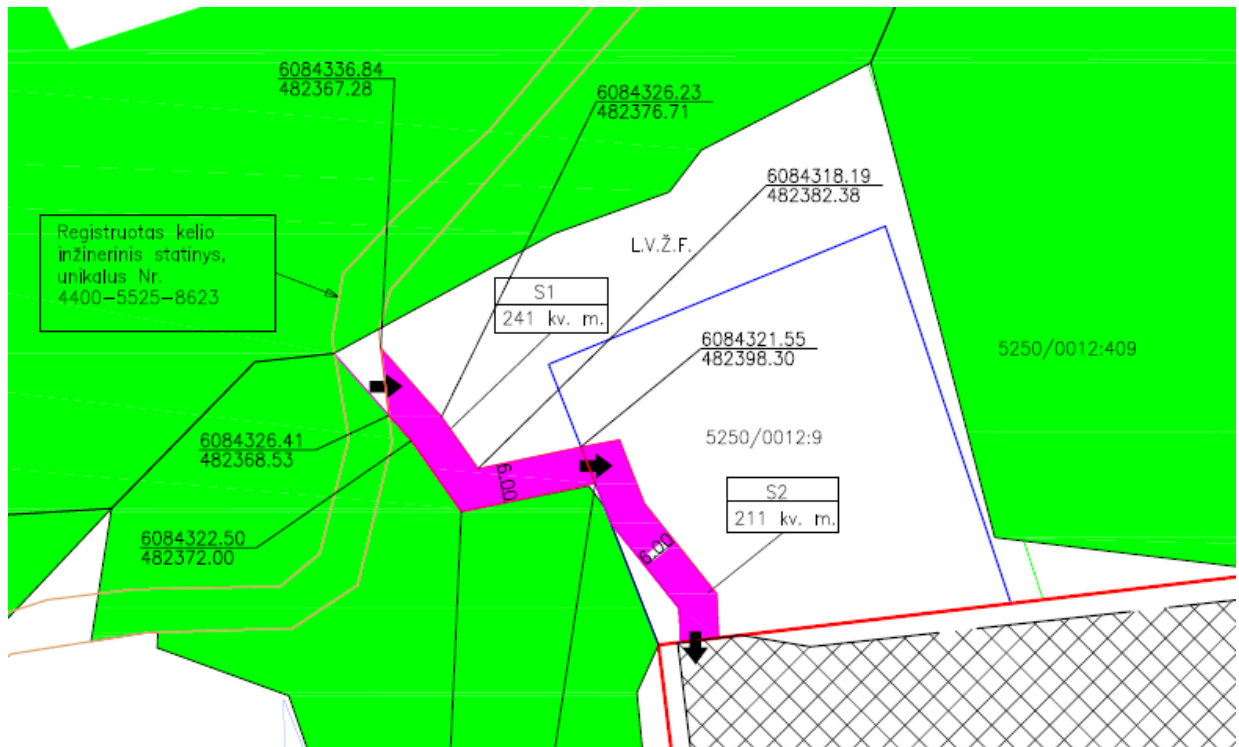 6084336.84
482367.28
6084326.23
482376.71
6084318.19
482382.38
Registruotas kelio
inžinerinis statinys,
unikalus Nr.
4400-5525-8623
L.V.Ž.F.
S1
241 kv. m.
6084321.55
482398.30
5250/0012:409
5250/0012:9
6084326.41
482368.53
6.00
S2
211 kv. m.
6084322.50
482372.00
6.00